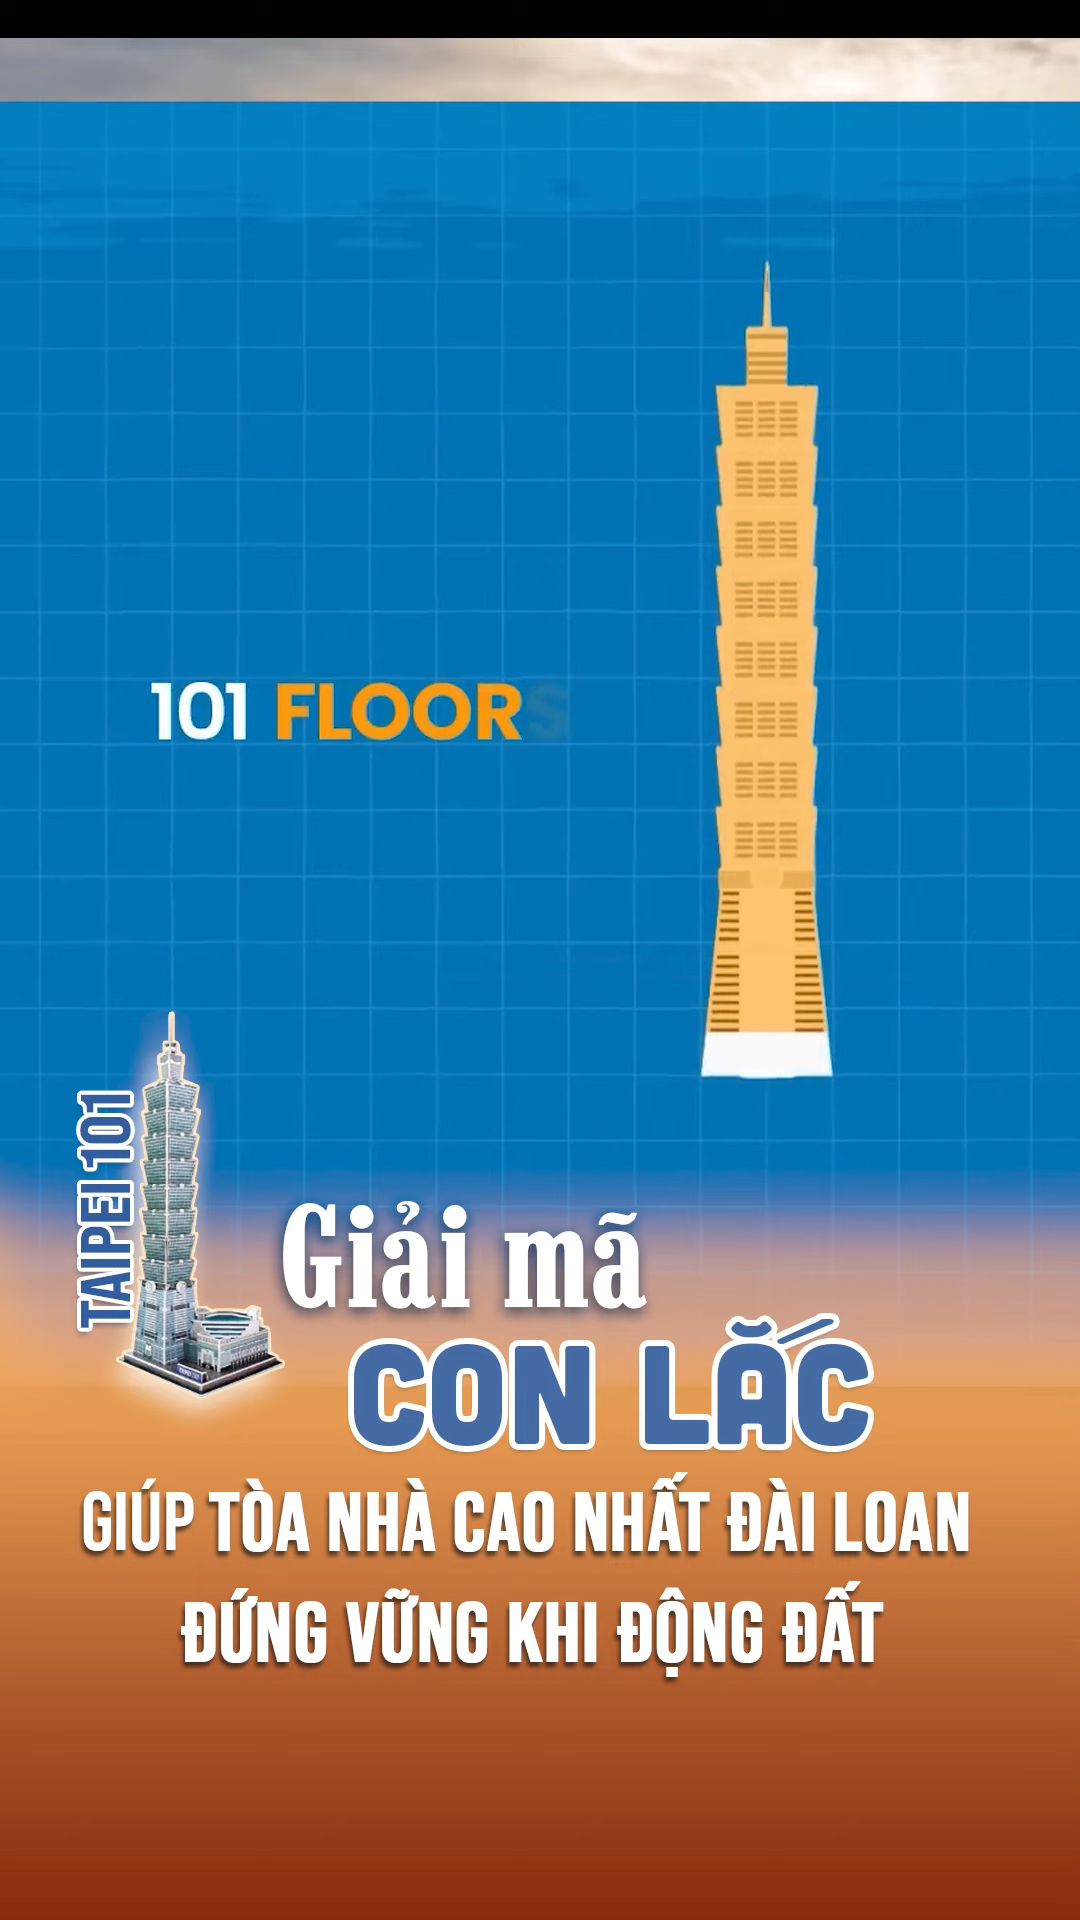 101 FLOORS
TAIPEI 101
Giải mã
CON LẮC
GIÚP TÒA NHÀ CAO NHẤT ĐÀI LOAN
ĐỨNG VỮNG KHI ĐỘNG ĐẤT